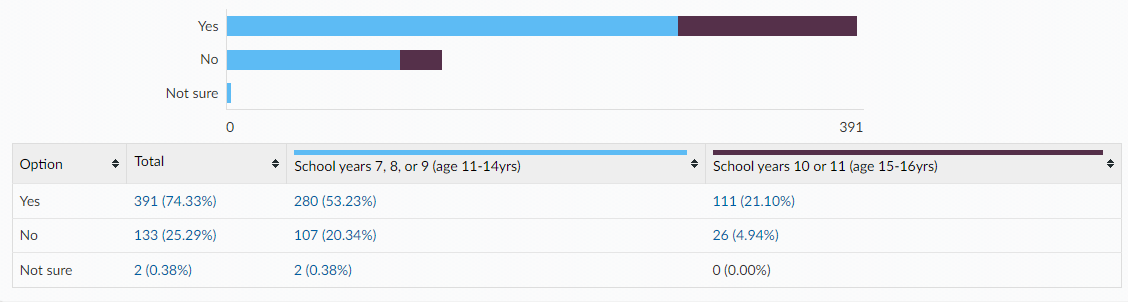 Yes
No
Not sure
0 391
Option Total School years 7, 8, or 9 (age 11-14yrs) School years 10 or 11 (age 15-16yrs)
Yes 391 (74.33%) 280 (53.23%) 111 (21.10%)
No 133 (25.29%) 107 (20.34%) 26 (4.94%)
Not sure 2 (0.38%) 2 (0.38%) 0 (0.00%)